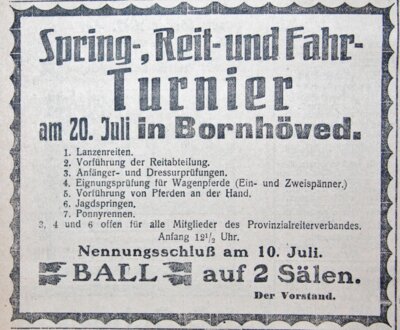 Spring-, Reit- und Fahr-
Turnier
am 20. Juli in Bornhöved.
1. Lanzenreiten.
2. Vorführung der Reitabteilung.
3. Anfänger- und Dressurprüfungen.
4. Eignungsprüfung für Wagenpferde (Ein- und Zweispänner.)
5. Vorführung von Pferden an der Hand.
6. Jagdspringen.
7. Ponnyrennen.
3, 4 und 6 offen für alle Mitglieder des Provinzialreiterverbandes.
Anfang 12½ Uhr.
Nennungsschluß am 10. Juli.
BALL auf 2 Sälen.
Der Vorstand.